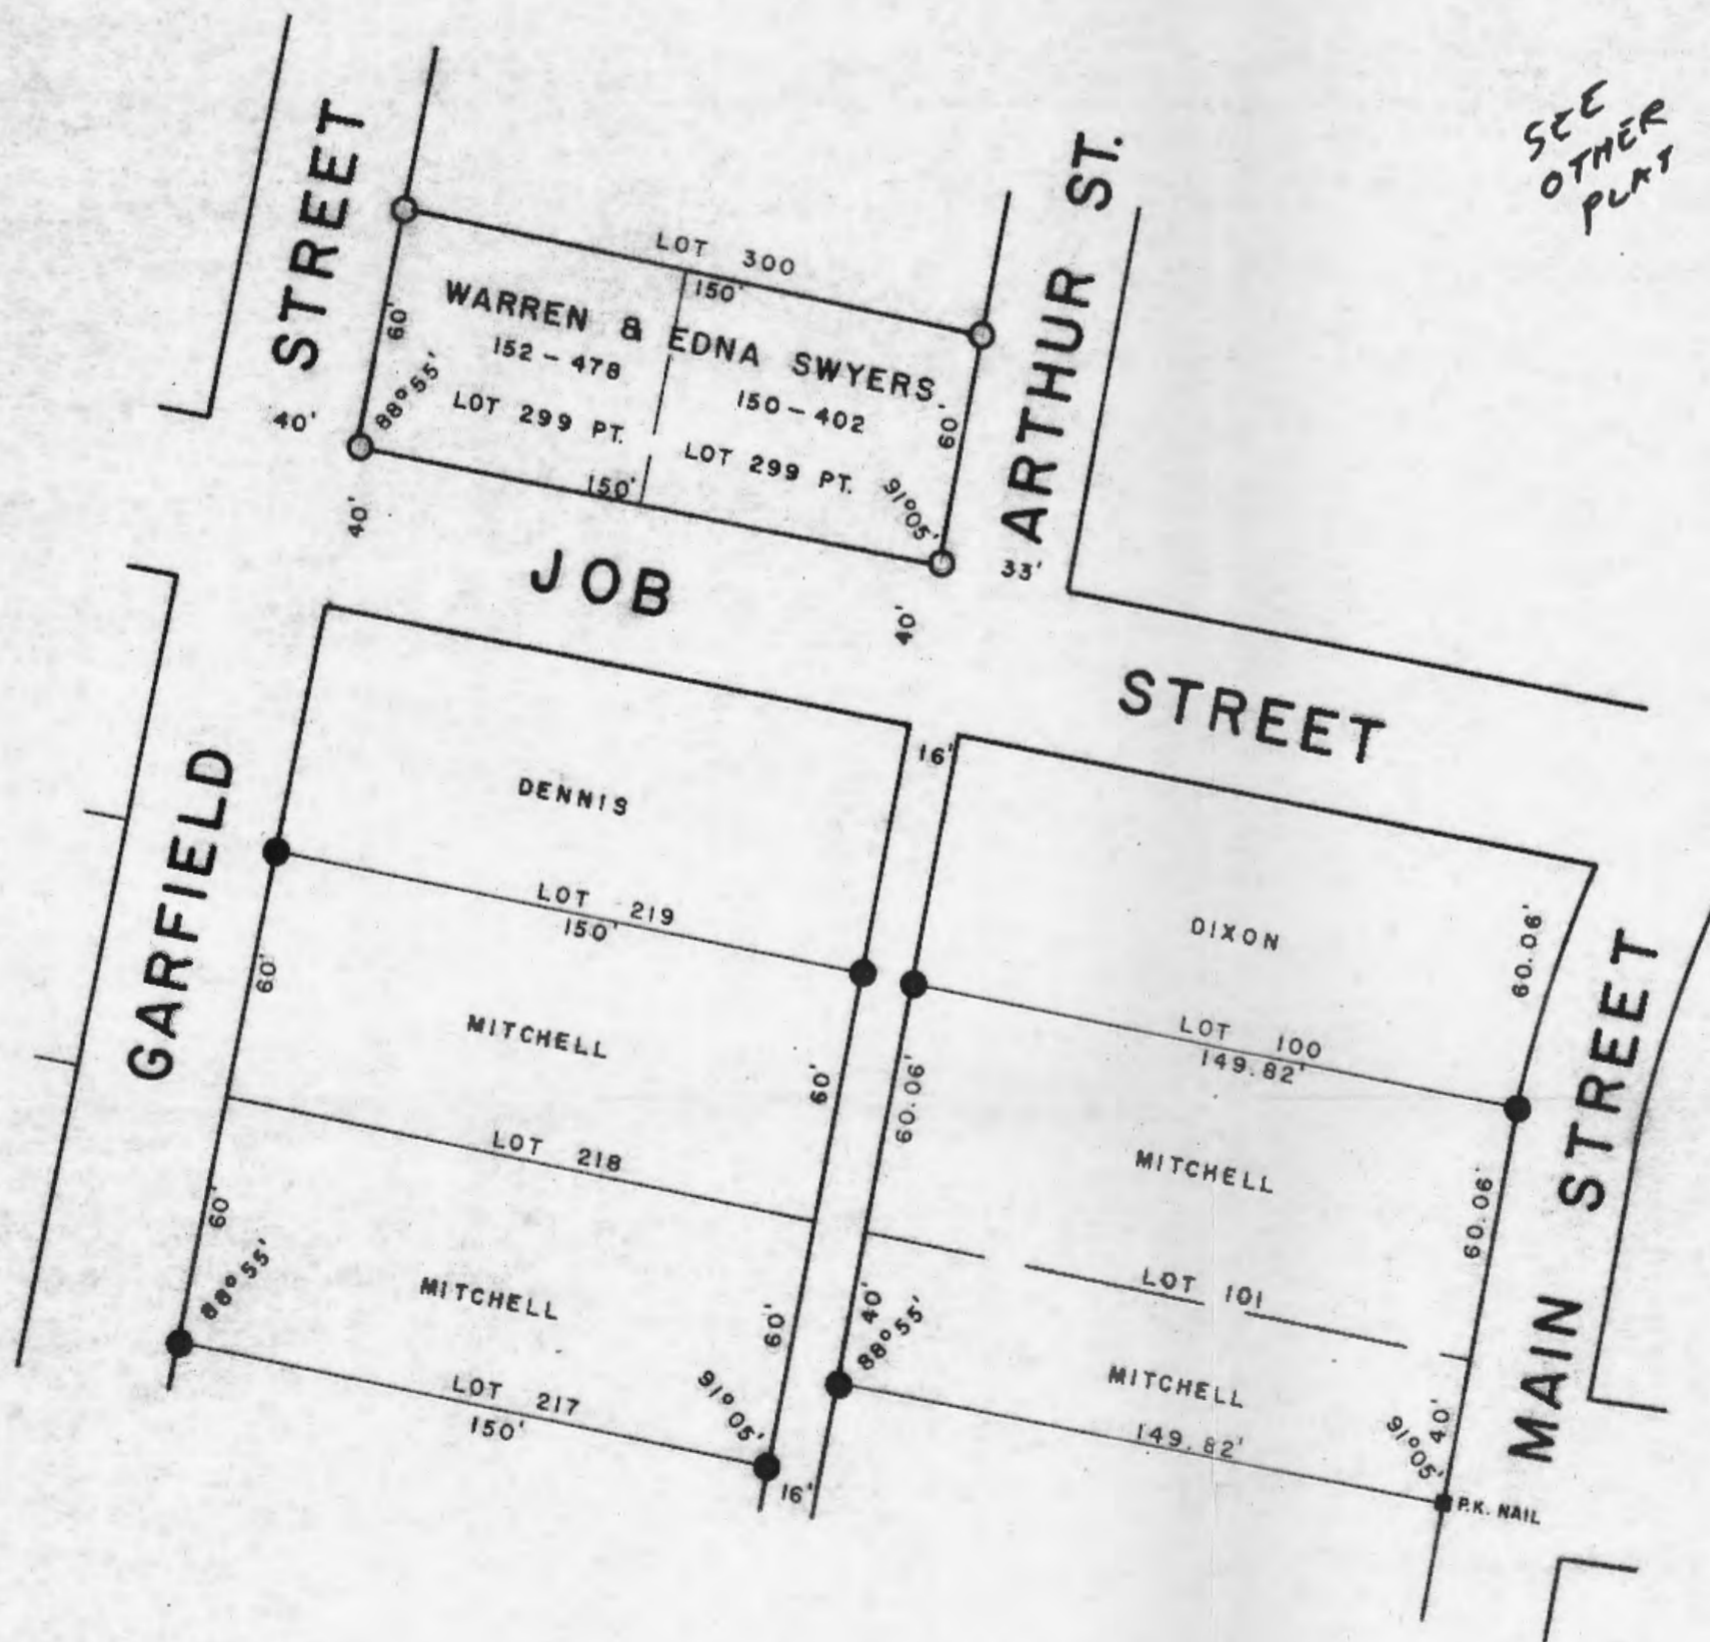 SEE
OTHER
PLAT
STREET
ARTHUR ST.
LOT 300
150'
WARREN & EDNA SWYERS.
60'
152-478
150-402
60
88°55'
LOT 299 PT.
LOT 299 PT.
91°05'
40'
150'
40'
33'
JOB
40'
STREET
16'
GARFIELD
DENNIS
DIXON
60.06'
LOT 219
150'
60'
LOT 100
149.82'
MITCHELL
60'
60.06'
MITCHELL
MAIN STREET
LOT 218
60'
60.06'
LOT 101
88°55'
MITCHELL
60'
40'
88°55'
MITCHELL
40'
LOT 217
150'
91°05'
149.82'
91°05'
16'
P.K. NAIL